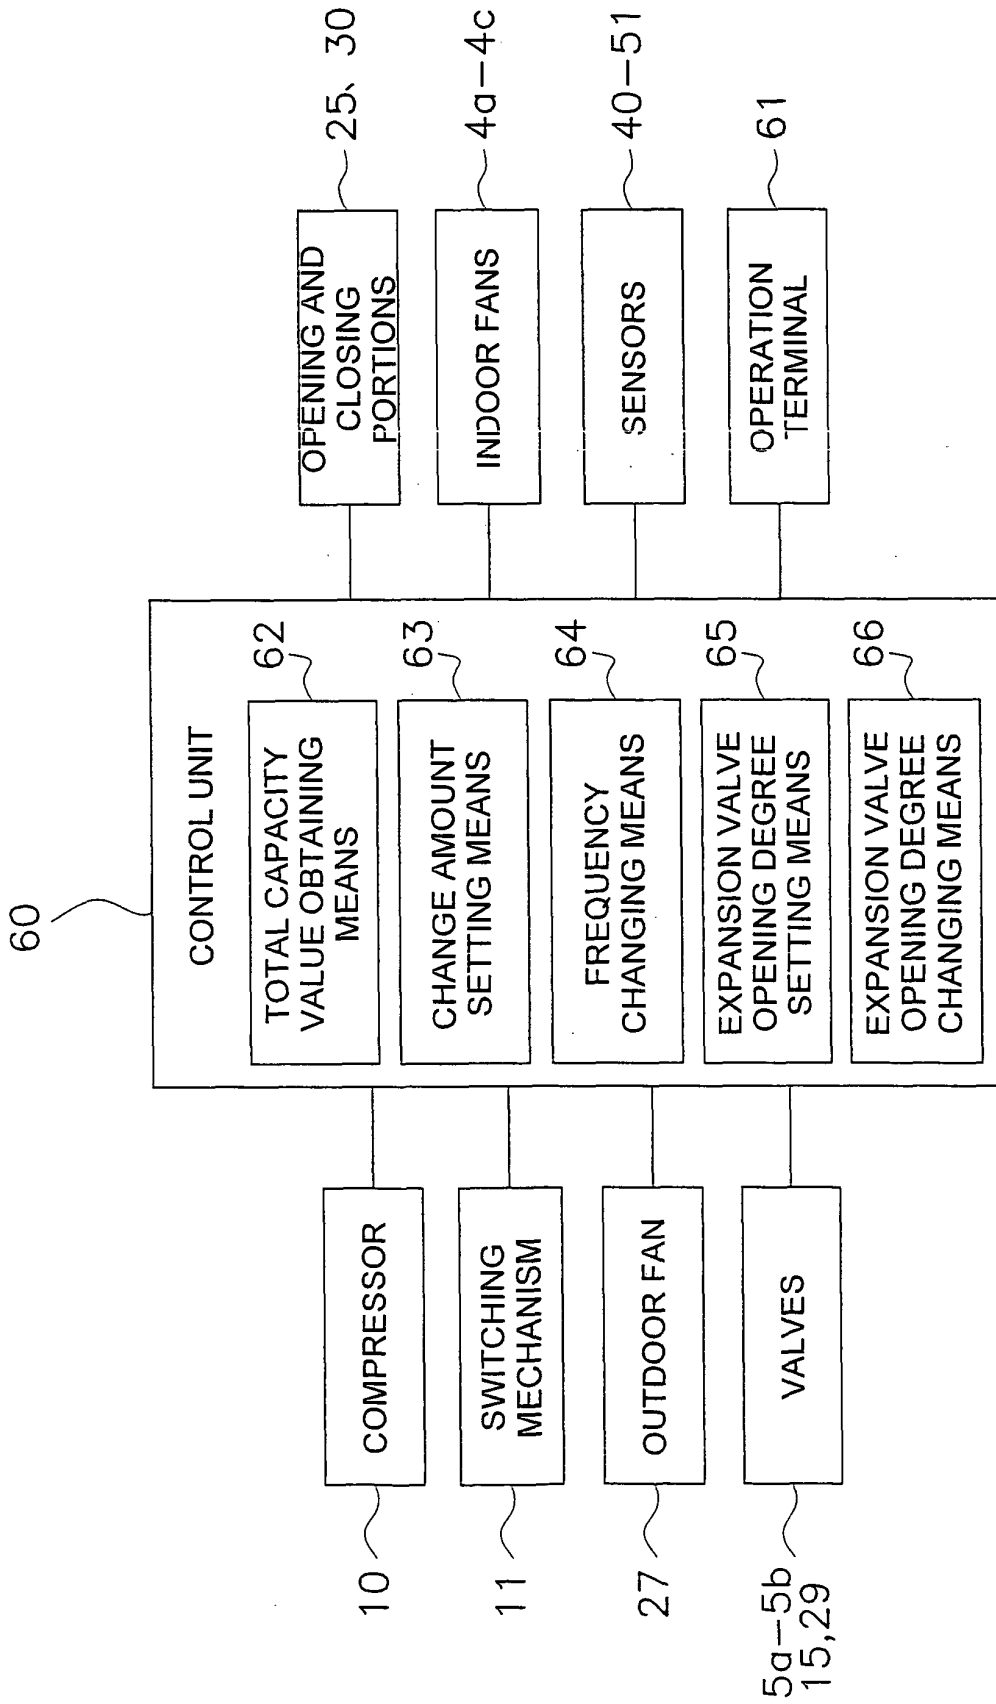 60
CONTROL UNIT
TOTAL CAPACITY
VALUE OBTAINING
MEANS
62
CHANGE AMOUNT
SETTING MEANS
63
FREQUENCY
CHANGING MEANS
64
EXPANSION VALVE
OPENING DEGREE
SETTING MEANS
65
EXPANSION VALVE
OPENING DEGREE
CHANGING MEANS
66
10
COMPRESSOR
11
SWITCHING
MECHANISM
27
OUTDOOR FAN
5a-5b
15,29
VALVES
OPENING AND
CLOSING
PORTIONS
25、30
INDOOR FANS
4a-4c
SENSORS
40-51
OPERATION
TERMINAL
61